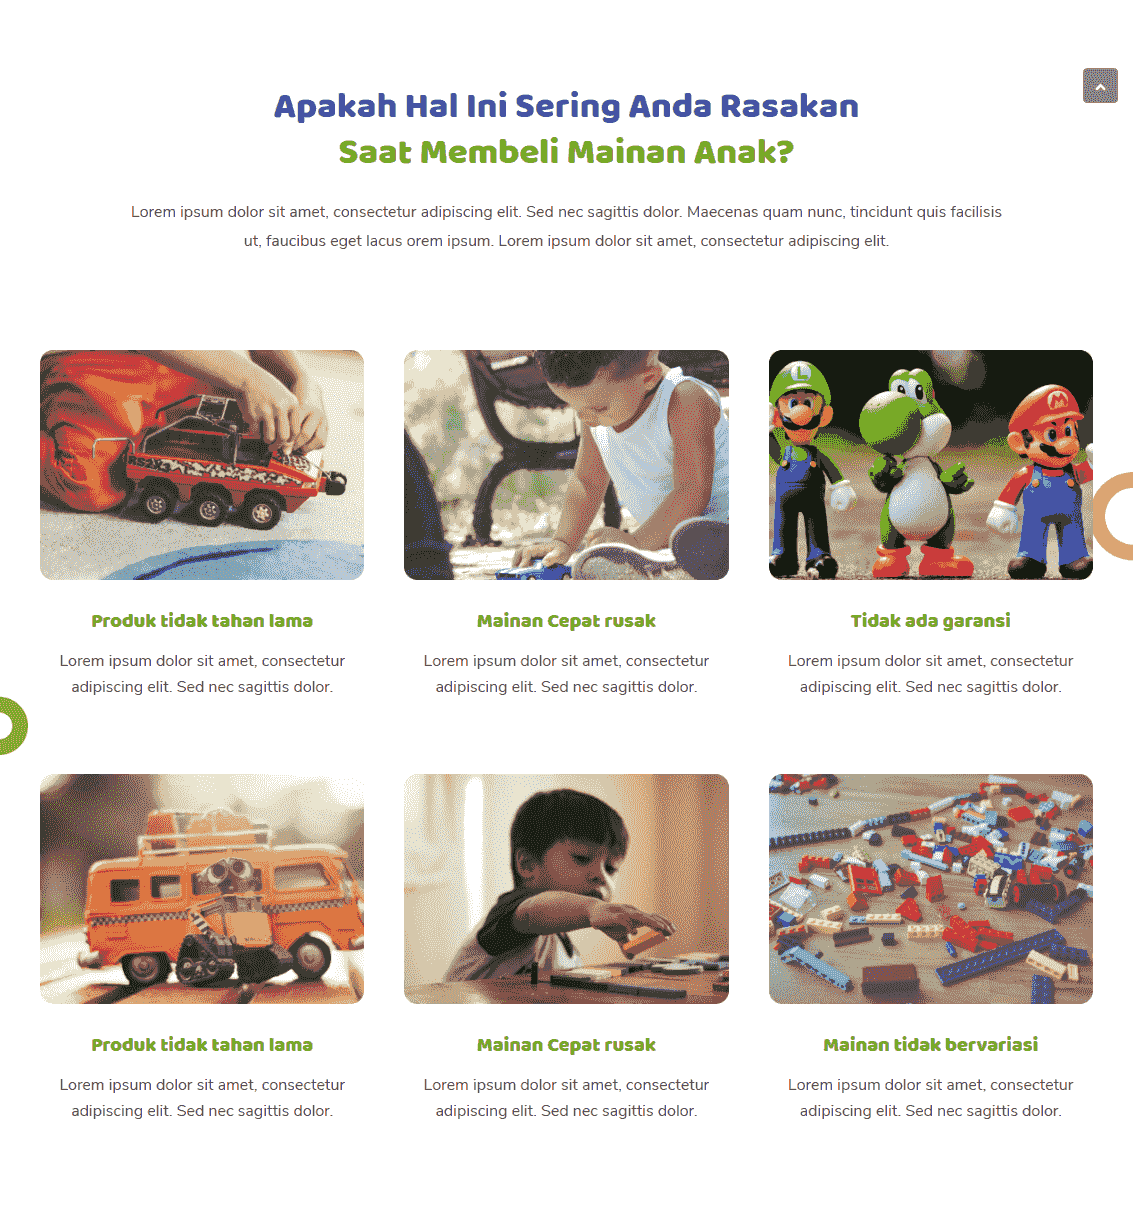 Apakah Hal Ini Sering Anda Rasakan
Saat Membeli Mainan Anak?
Lorem ipsum dolor sit amet, consectetur adipiscing elit. Sed nec sagittis dolor. Maecenas quam nunc, tincidunt quis facilisis
ut, faucibus eget lacus orem ipsum. Lorem ipsum dolor sit amet, consectetur adipiscing elit.
L
M
Produk tidak tahan lama
Lorem ipsum dolor sit amet, consectetur
adipiscing elit. Sed nec sagittis dolor.
Mainan Cepat rusak
Lorem ipsum dolor sit amet, consectetur
adipiscing elit. Sed nec sagittis dolor.
Tidak ada garansi
Lorem ipsum dolor sit amet, consectetur
adipiscing elit. Sed nec sagittis dolor.
Produk tidak tahan lama
Lorem ipsum dolor sit amet, consectetur
adipiscing elit. Sed nec sagittis dolor.
Mainan Cepat rusak
Lorem ipsum dolor sit amet, consectetur
adipiscing elit. Sed nec sagittis dolor.
Mainan tidak bervariasi
Lorem ipsum dolor sit amet, consectetur
adipiscing elit. Sed nec sagittis dolor.